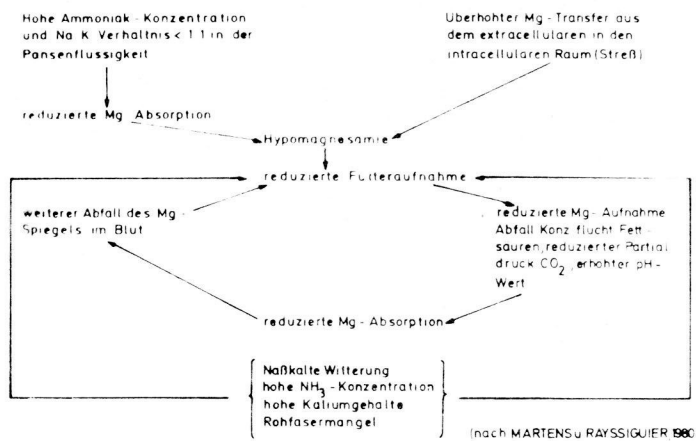 Hohe Ammoniak-Konzentration
und Na K Verhältnis < 1 1 in der
Pansenflüssigkeit
Überhöhter Mg-Transfer aus
dem extracellularen in den
intracellularen Raum (Streß)
reduzierte Mg Absorption
Hypomagnesämie
reduzierte Futteraufnahme
weiterer Abfall des Mg-
Spiegels im Blut
reduzierte Mg-Aufnahme
Abfall Konz flücht Fett-
säuren, reduzierter Partial
druck CO2, erhöhter pH-
Wert
reduzierte Mg-Absorption
Naßkalte Witterung
hohe NH3-Konzentration
hohe Kaliumgehalte
Rohfasermangel
(nach MARTENS u RAYSSIGUIER, 1980